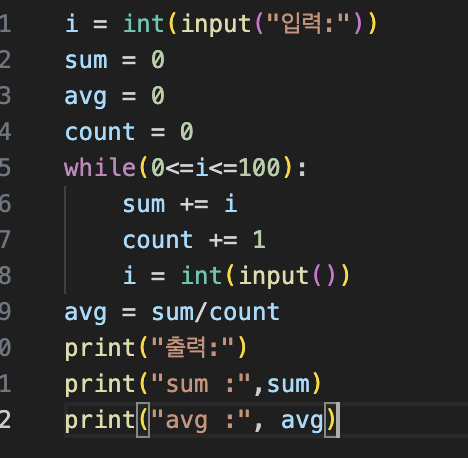 1 i = int(input("입력:"))
2 sum = 0
3 avg = 0
4 count = 0
5 while(0<=i<=100):
6     sum += i
7     count += 1
8     i = int(input())
9 avg = sum/count
0 print("출력:")
1 print("sum :",sum)
2 print("avg :", avg)